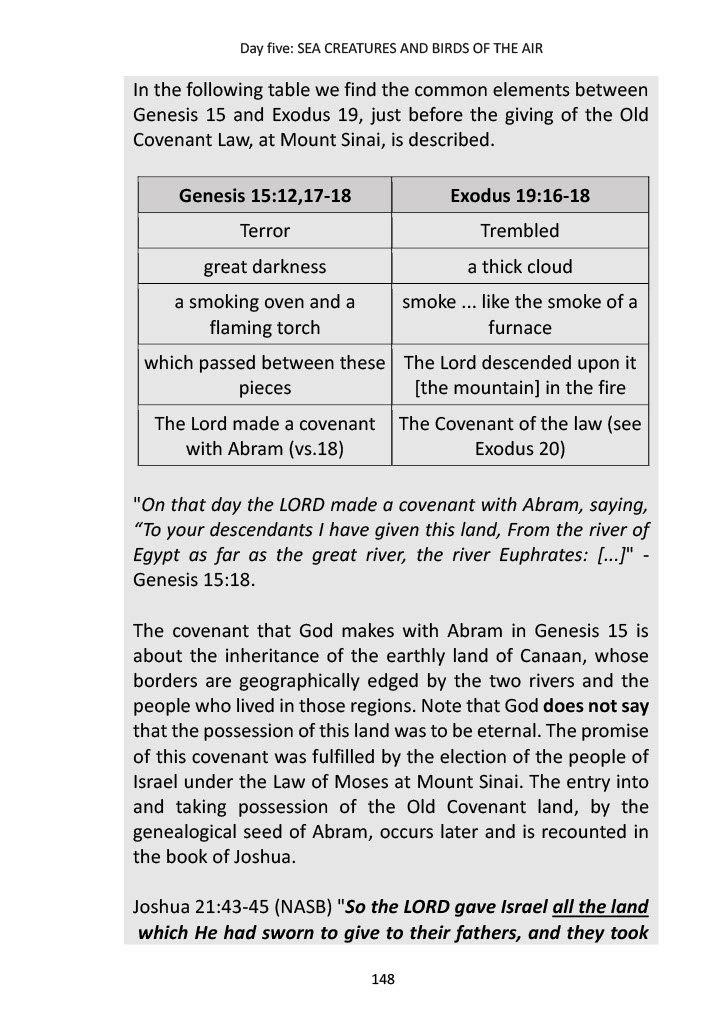 Day five: SEA CREATURES AND BIRDS OF THE AIR
In the following table we find the common elements between
Genesis 15 and Exodus 19, just before the giving of the Old
Covenant Law, at Mount Sinai, is described.
Genesis 15:12,17-18 Exodus 19:16-18
Terror Trembled
great darkness a thick cloud
a smoking oven and a smoke ... like the smoke of a
flaming torch furnace
which passed between these The Lord descended upon it
pieces [the mountain] in the fire
The Lord made a covenant The Covenant of the law (see
with Abram (vs.18) Exodus 20)
"On that day the LORD made a covenant with Abram, saying,
“To your descendants I have given this land, From the river of
Egypt as far as the great river, the river Euphrates: [...]" -
Genesis 15:18.
The covenant that God makes with Abram in Genesis 15 is
about the inheritance of the earthly land of Canaan, whose
borders are geographically edged by the two rivers and the
people who lived in those regions. Note that God does not say
that the possession of this land was to be eternal. The promise
of this covenant was fulfilled by the election of the people of
Israel under the Law of Moses at Mount Sinai. The entry into
and taking possession of the Old Covenant land, by the
genealogical seed of Abram, occurs later and is recounted in
the book of Joshua.
Joshua 21:43-45 (NASB) "So the LORD gave Israel all the land
which He had sworn to give to their fathers, and they took
148